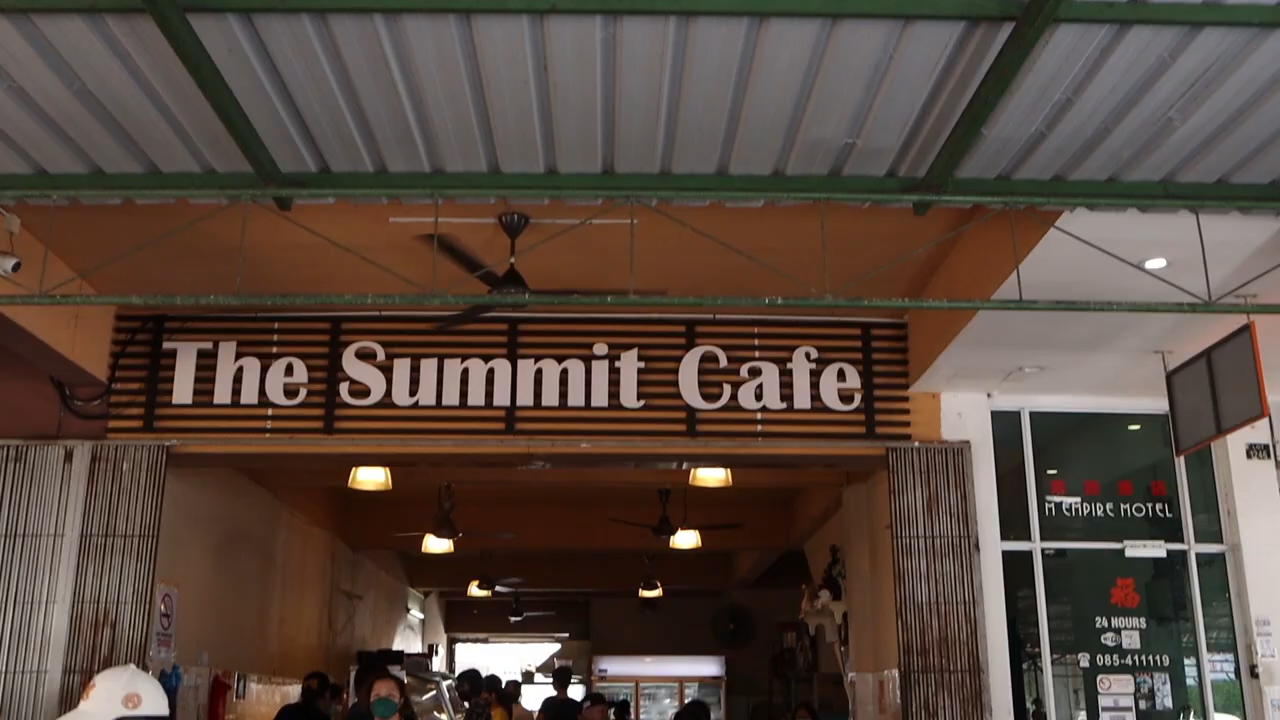 The Summit Cafe
M EMPIRE MOTEL
福
24 HOURS
085-411119